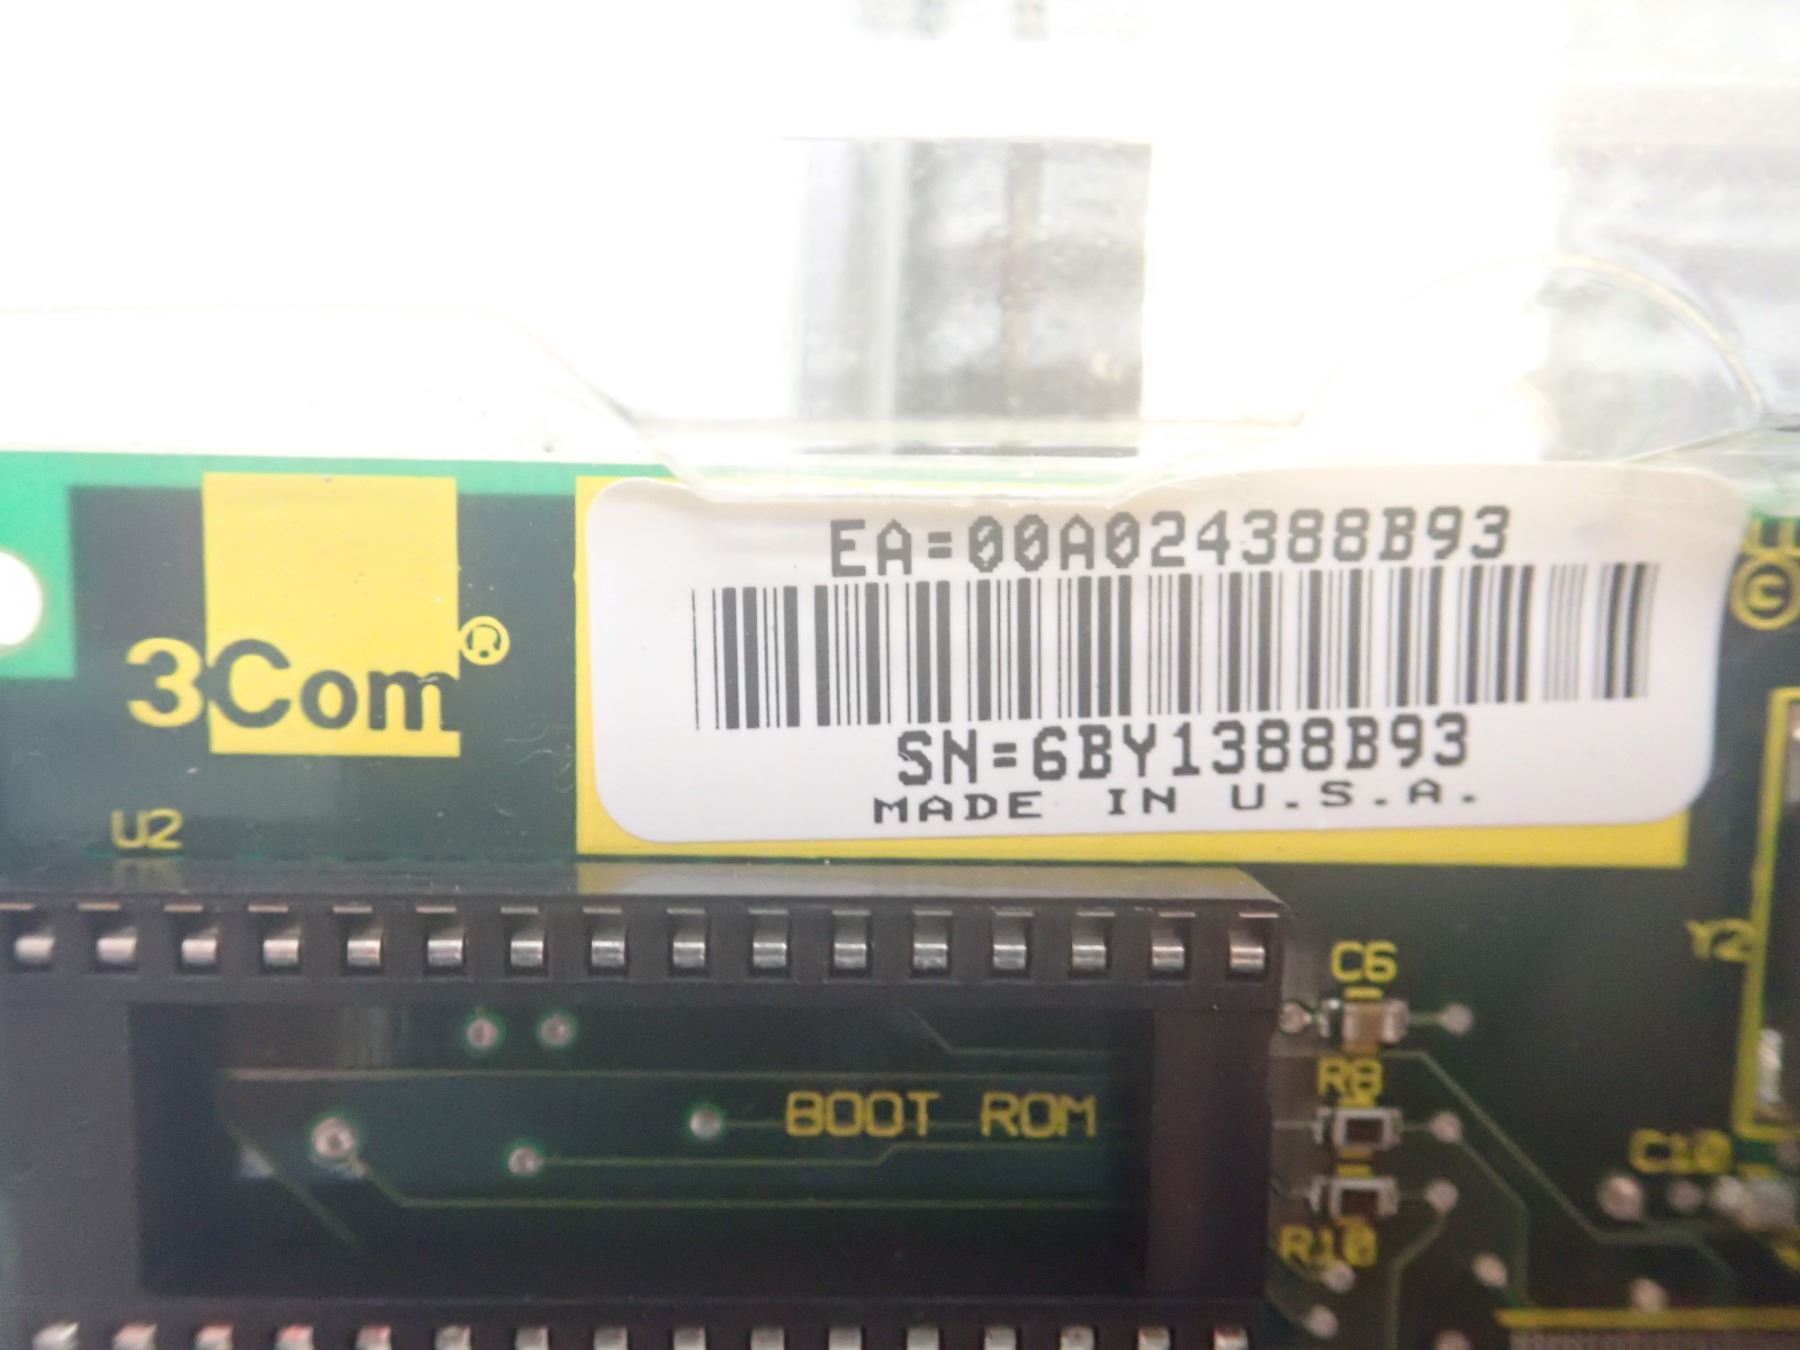 EA=00A024388B93
3Com®
©
SN=6BY1388B93
MADE IN U.S.A.
U2
Y2
C6
R8
BOOT ROM
C10
R10